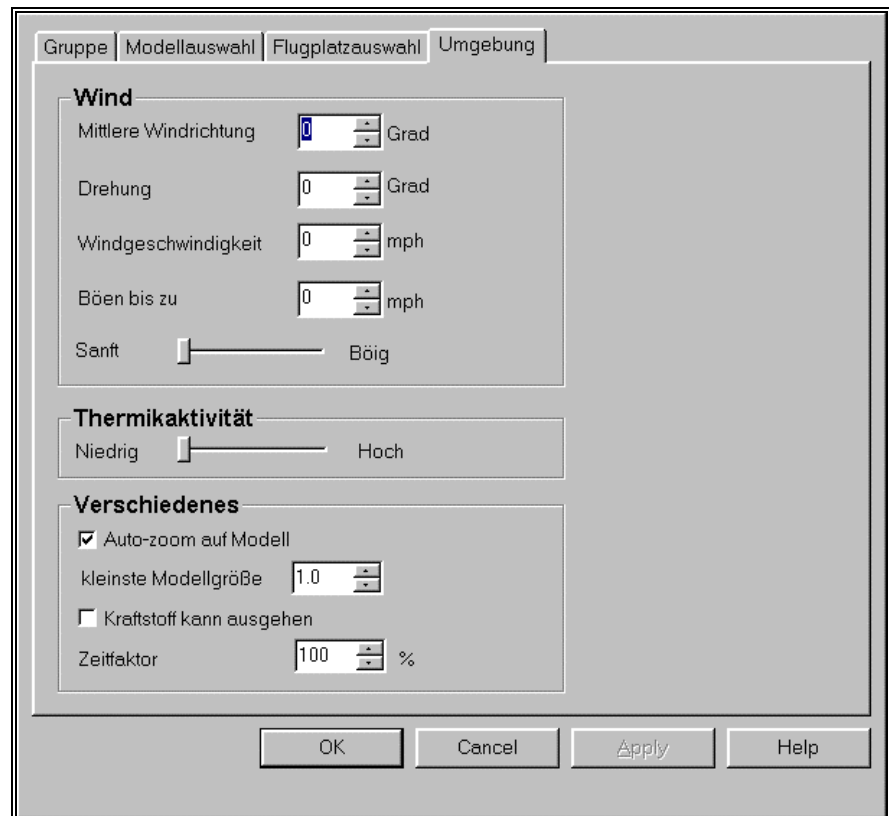 Gruppe Modellauswahl Flugplatzauswahl Umgebung
Wind
Mittlere Windrichtung 0 Grad
Drehung 0 Grad
Windgeschwindigkeit 0 mph
Böen bis zu 0 mph
Sanft Böig
Thermikaktivität
Niedrig Hoch
Verschiedenes
Auto-zoom auf Modell
kleinste Modellgröße 1.0
Kraftstoff kann ausgehen
Zeitfaktor 100 %
OK Cancel Apply Help